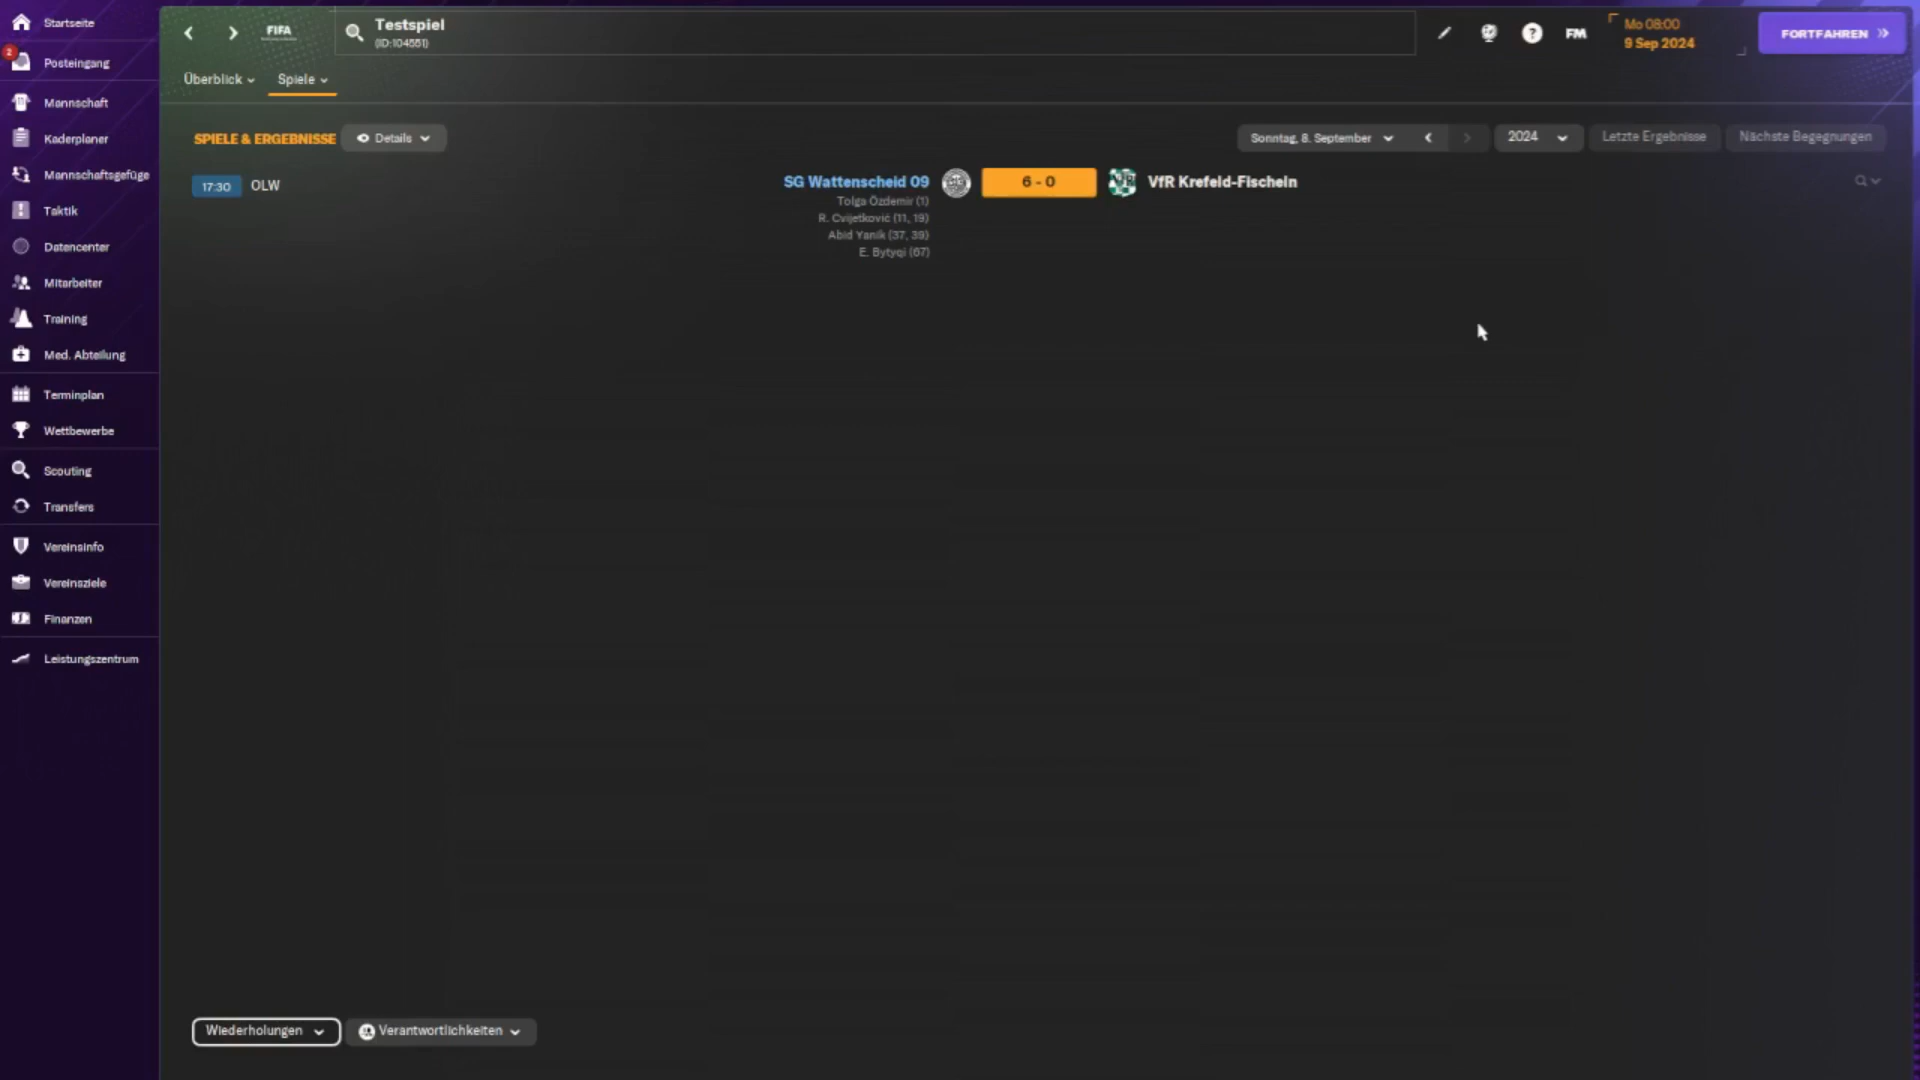 Startseite
2
Posteingang
Mannschaft
Kaderplaner
Mannschaftsgefüge
Taktik
Datencenter
Mitarbeiter
Training
Med. Abteilung
Terminplan
Wettbewerbe
Scouting
Transfers
Vereinsinfo
Vereinsziele
Finanzen
Leistungszentrum
FIFA
Testspiel
(ID:104551)
?
FM
Mo 08:00
9 Sep 2024
FORTFAHREN
Überblick
Spiele
SPIELE & ERGEBNISSE
Details
Sonntag, 8. September
2024
Letzte Ergebnisse
Nächste Begegnungen
17:30 OLW
SG Wattenscheid 09 6 - 0 VfR Krefeld-Fischeln
Tolga Özdemir (1)
R. Cvijetković (11, 19)
Abid Yanik (37, 39)
E. Bytyqi (67)
Wiederholungen
Verantwortlichkeiten